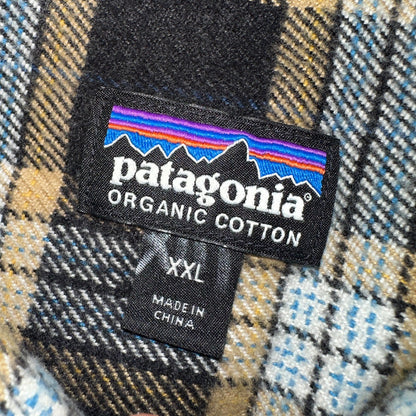 patagonia®
ORGANIC COTTON
XXL
MADE IN
CHINA